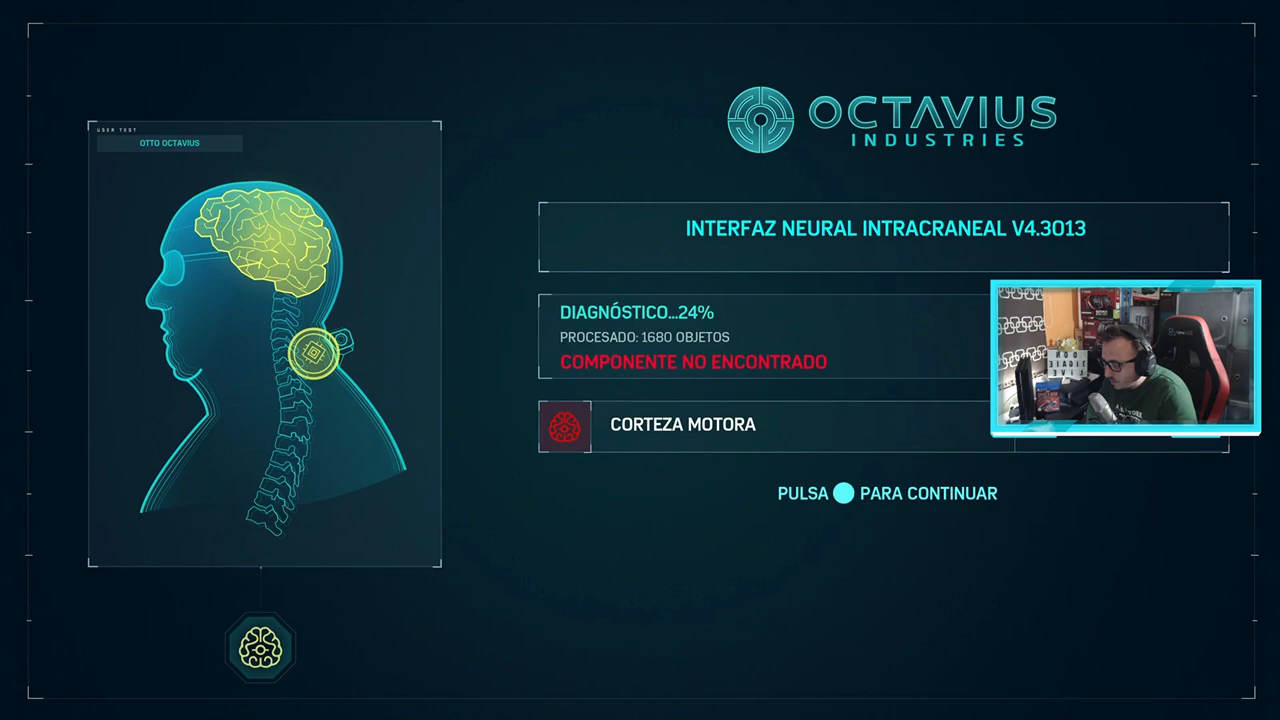 USER TEST
OTTO OCTAVIUS
OCTAVIUS
INDUSTRIES
INTERFAZ NEURAL INTRACRANEAL V4.3013
DIAGNÓSTICO...24%
PROCESADO: 1680 OBJETOS
COMPONENTE NO ENCONTRADO
CORTEZA MOTORA
PULSA PARA CONTINUAR